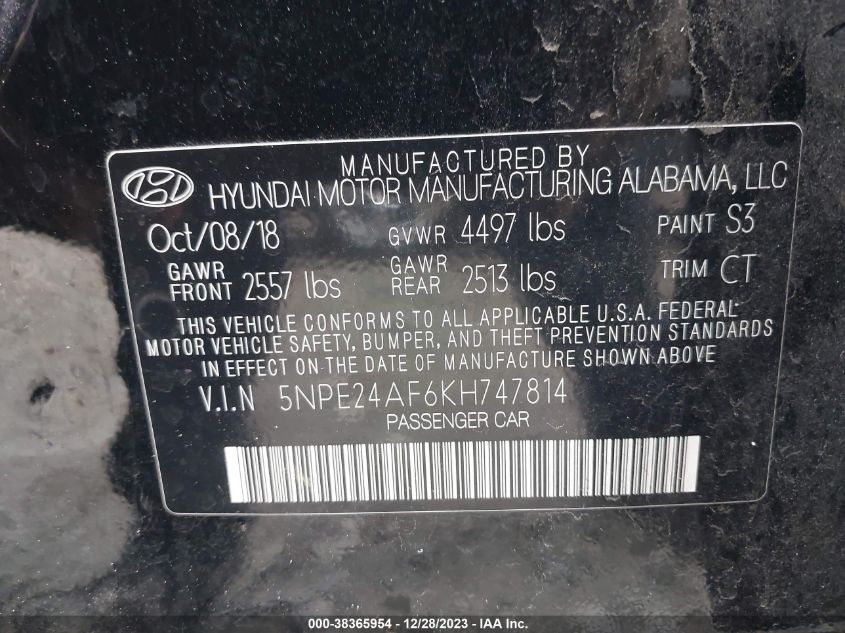 MANUFACTURED BY
HYUNDAI MOTOR MANUFACTURING ALABAMA, LLC
Oct/08/18 GVWR 4497 lbs PAINT S3
GAWR FRONT 2557 lbs GAWR REAR 2513 lbs TRIM CT
THIS VEHICLE CONFORMS TO ALL APPLICABLE U.S.A. FEDERAL
MOTOR VEHICLE SAFETY, BUMPER, AND THEFT PREVENTION STANDARDS
IN EFFECT ON THE DATE OF MANUFACTURE SHOWN ABOVE
V.I.N 5NPE24AF6KH747814
PASSENGER CAR
000-38365954 - 12/28/2023 - © IAA Inc.